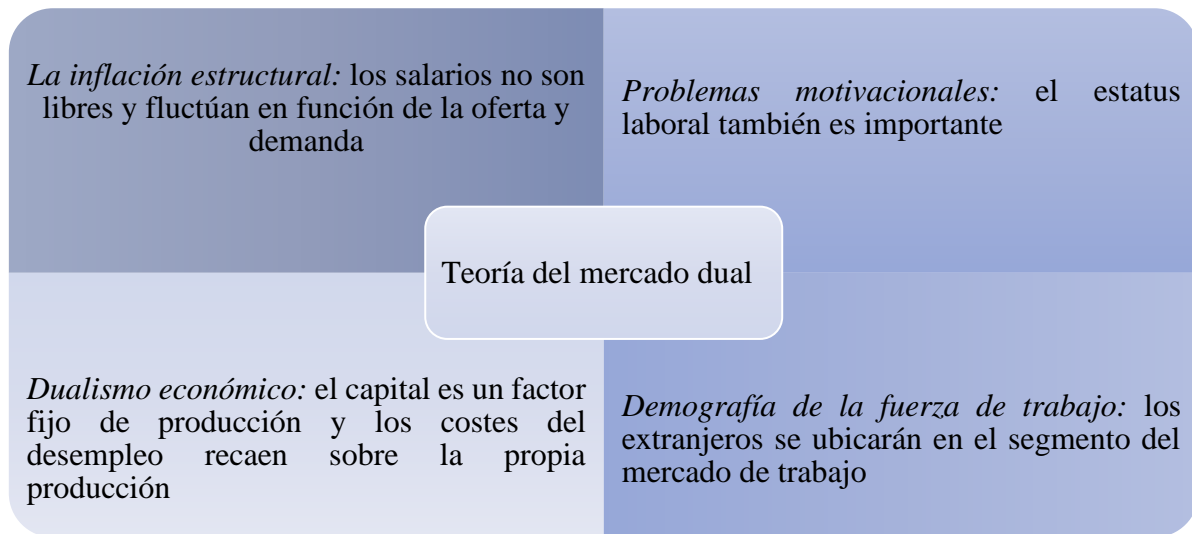 La inflación estructural: los salarios no son
libres y fluctúan en función de la oferta y
demanda
Problemas motivacionales: el estatus
laboral también es importante
Teoría del mercado dual
Dualismo económico: el capital es un factor
fijo de producción y los costes del
desempleo recaen sobre la propia
producción
Demografía de la fuerza de trabajo: los
extranjeros se ubicarán en el segmento del
mercado de trabajo